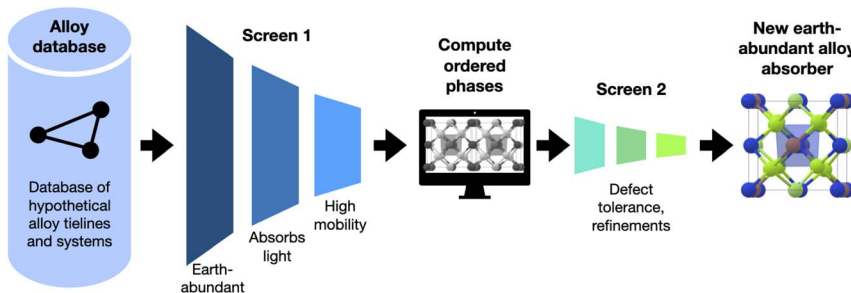 Alloy
database
Database of
hypothetical
alloy tielines
and systems
Screen 1
Earth-
abundant
Absorbs
light
High
mobility
Compute
ordered
phases
Screen 2
Defect
tolerance,
refinements
New earth-
abundant alloy
absorber